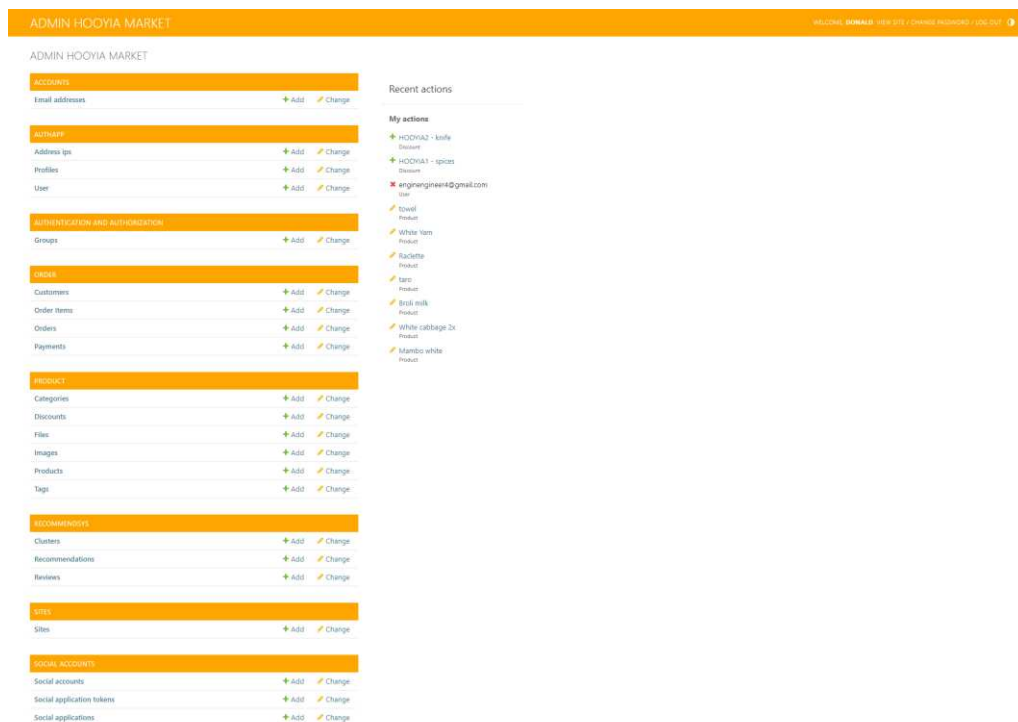 ADMIN HOOYIA MARKET
WELCOME, DONALD. VIEW SITE / CHANGE PASSWORD / LOG OUT
ADMIN HOOYIA MARKET
ACCOUNTS
Email addresses + Add Change
AUTHAPP
Address ips + Add Change
Profiles + Add Change
User + Add Change
AUTHENTICATION AND AUTHORIZATION
Groups + Add Change
ORDER
Customers + Add Change
Order Items + Add Change
Orders + Add Change
Payments + Add Change
PRODUCT
Categories + Add Change
Discounts + Add Change
Files + Add Change
Images + Add Change
Products + Add Change
Tags + Add Change
RECOMMENDSYS
Clusters + Add Change
Recommendations + Add Change
Reviews + Add Change
SITES
Sites + Add Change
SOCIAL ACCOUNTS
Social accounts + Add Change
Social application tokens + Add Change
Social applications + Add Change
Recent actions
My actions
+ HOOYIA2 - knife
Discount
+ HOOYIA1 - spices
Discount
enginengineer4@gmail.com
User
towel
Product
White Yam
Product
Raclette
Product
taro
Product
Broli milk
Product
White cabbage 2x
Product
Mambo white
Product